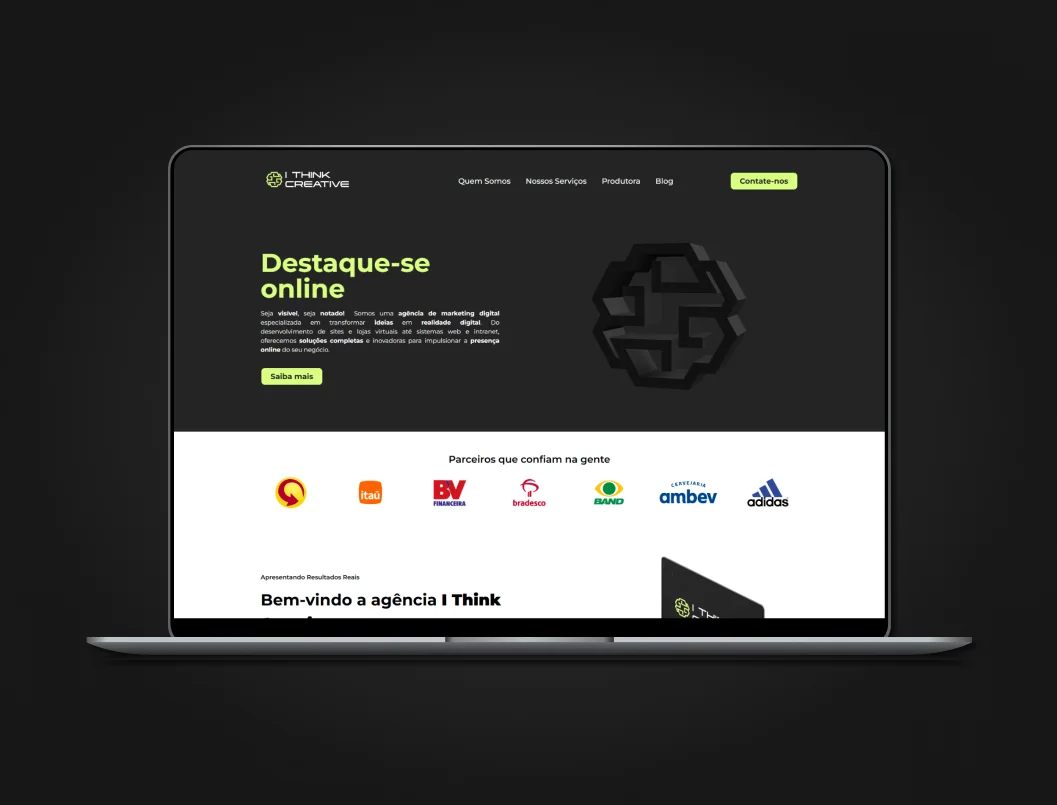 I THINK
CREATIVE
Quem Somos
Nossos Serviços
Produtora
Blog
Contate-nos
Destaque-se
online
Seja visível, seja notado! Somos uma agência de marketing digital
especializada em transformar ideias em realidade digital. Do
desenvolvimento de sites e lojas virtuais até sistemas web e intranet,
oferecemos soluções completas e inovadoras para impulsionar a presença
online do seu negócio.
Saiba mais
Parceiros que confiam na gente
itaú
BV
FINANCEIRA
bradesco
BAND
CERVEJARIA
ambev
adidas
Apresentando Resultados Reais
Bem-vindo a agência I Think